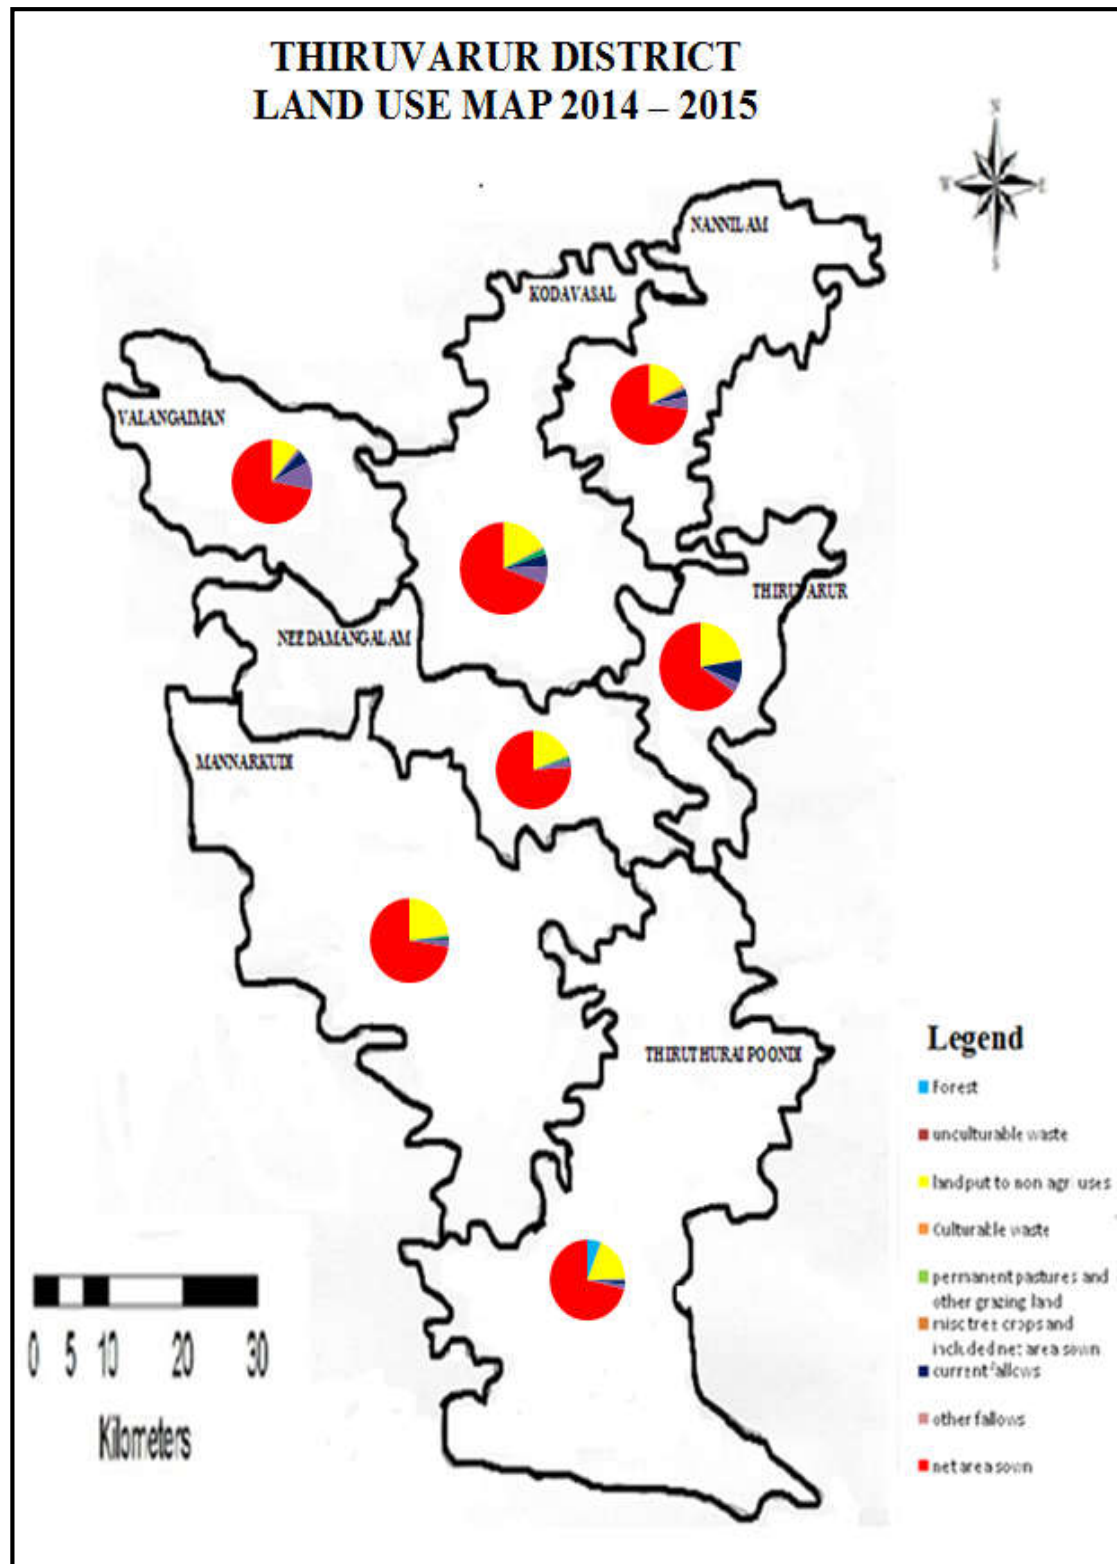 THIRUVARUR DISTRICT
LAND USE MAP 2014 – 2015
N
W
E
S
NANNILAM
KODAVASAL
VALANGAIMAN
THIRUVARUR
NEEDAMANGALAM
MANNARKUDI
THIRUTHURAIPOONDI
Legend
Forest
unculturable waste
land put to non agri uses
Culturable waste
permanent pastures and
other grazing land
misc tree crops and
included net area sown
current fallows
other fallows
net area sown
0 5 10 20 30
Kilometers